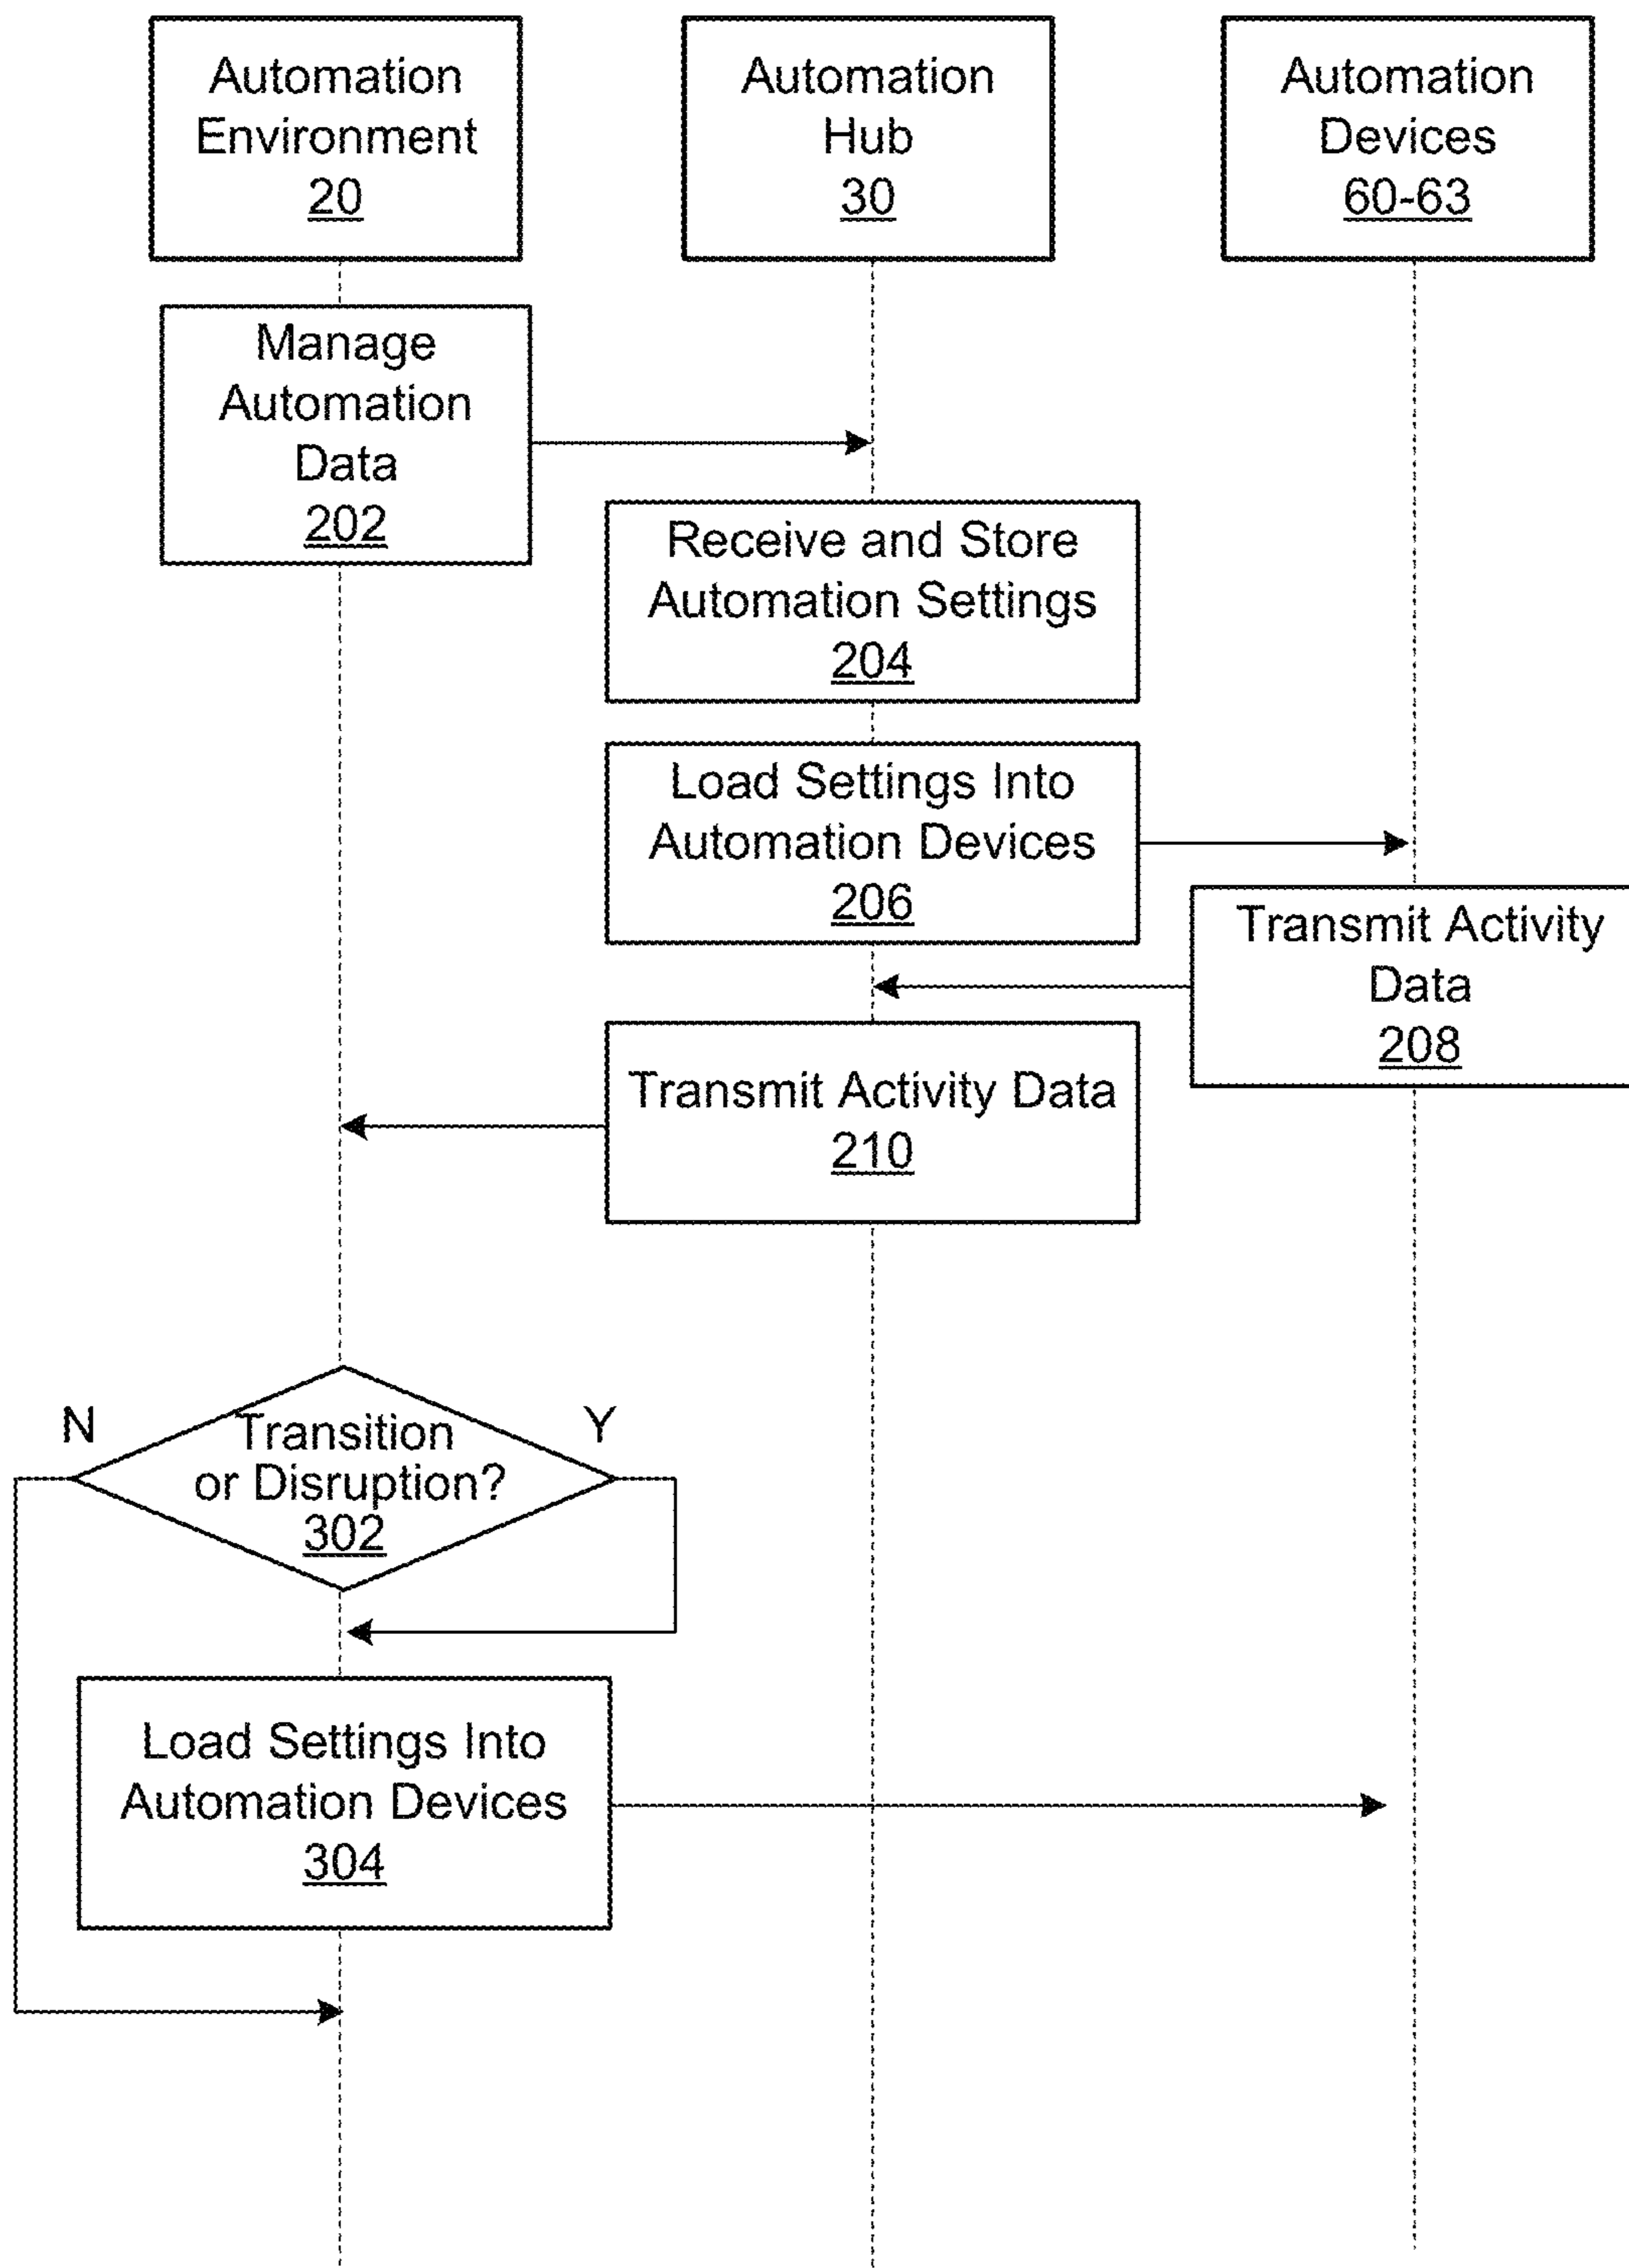 Automation
Environment
20
Automation
Hub
30
Automation
Devices
60-63
Manage
Automation
Data
202
Receive and Store
Automation Settings
204
Load Settings Into
Automation Devices
206
Transmit Activity
Data
208
Transmit Activity Data
210
N
Transition
or Disruption?
302
Y
Load Settings Into
Automation Devices
304